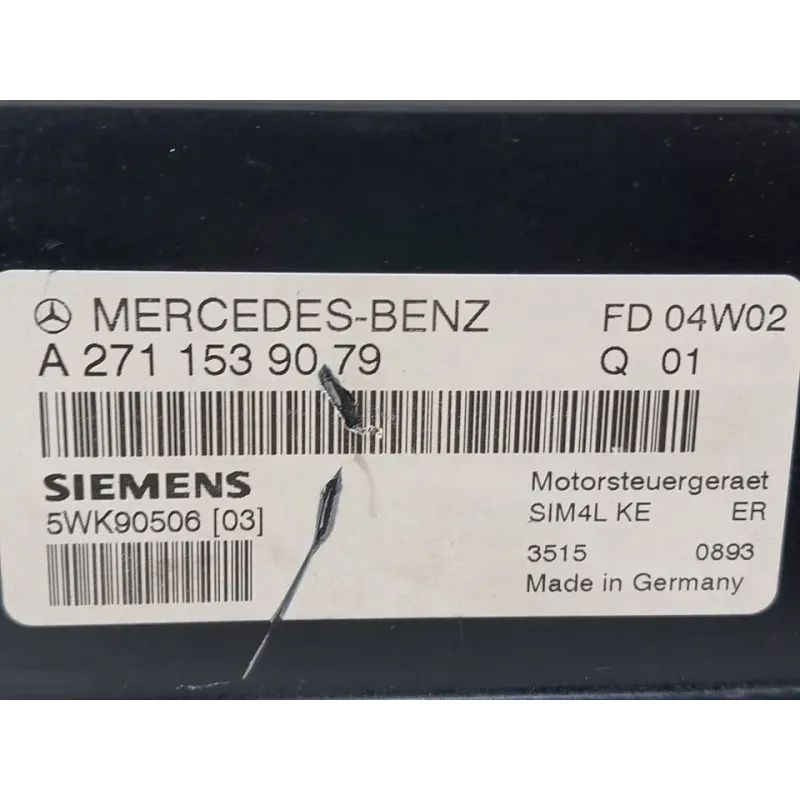 MERCEDES-BENZ FD 04W02
A 271 153 90 79 Q 01
SIEMENS Motorsteuergeraet
5WK90506 [03] SIM4L KE ER
3515 0893
Made in Germany